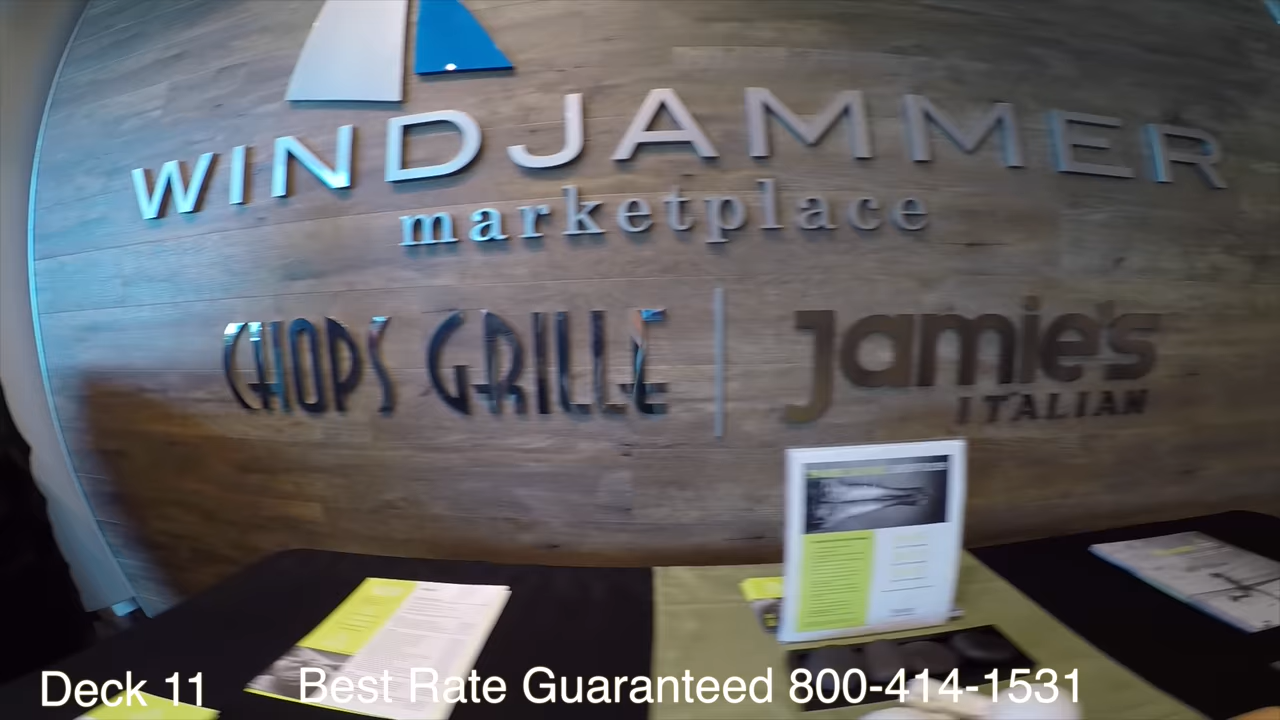 WINDJAMMER
marketplace
CHOPS GRILLE
Jamie's
ITALIAN
Deck 11
Best Rate Guaranteed 800-414-1531